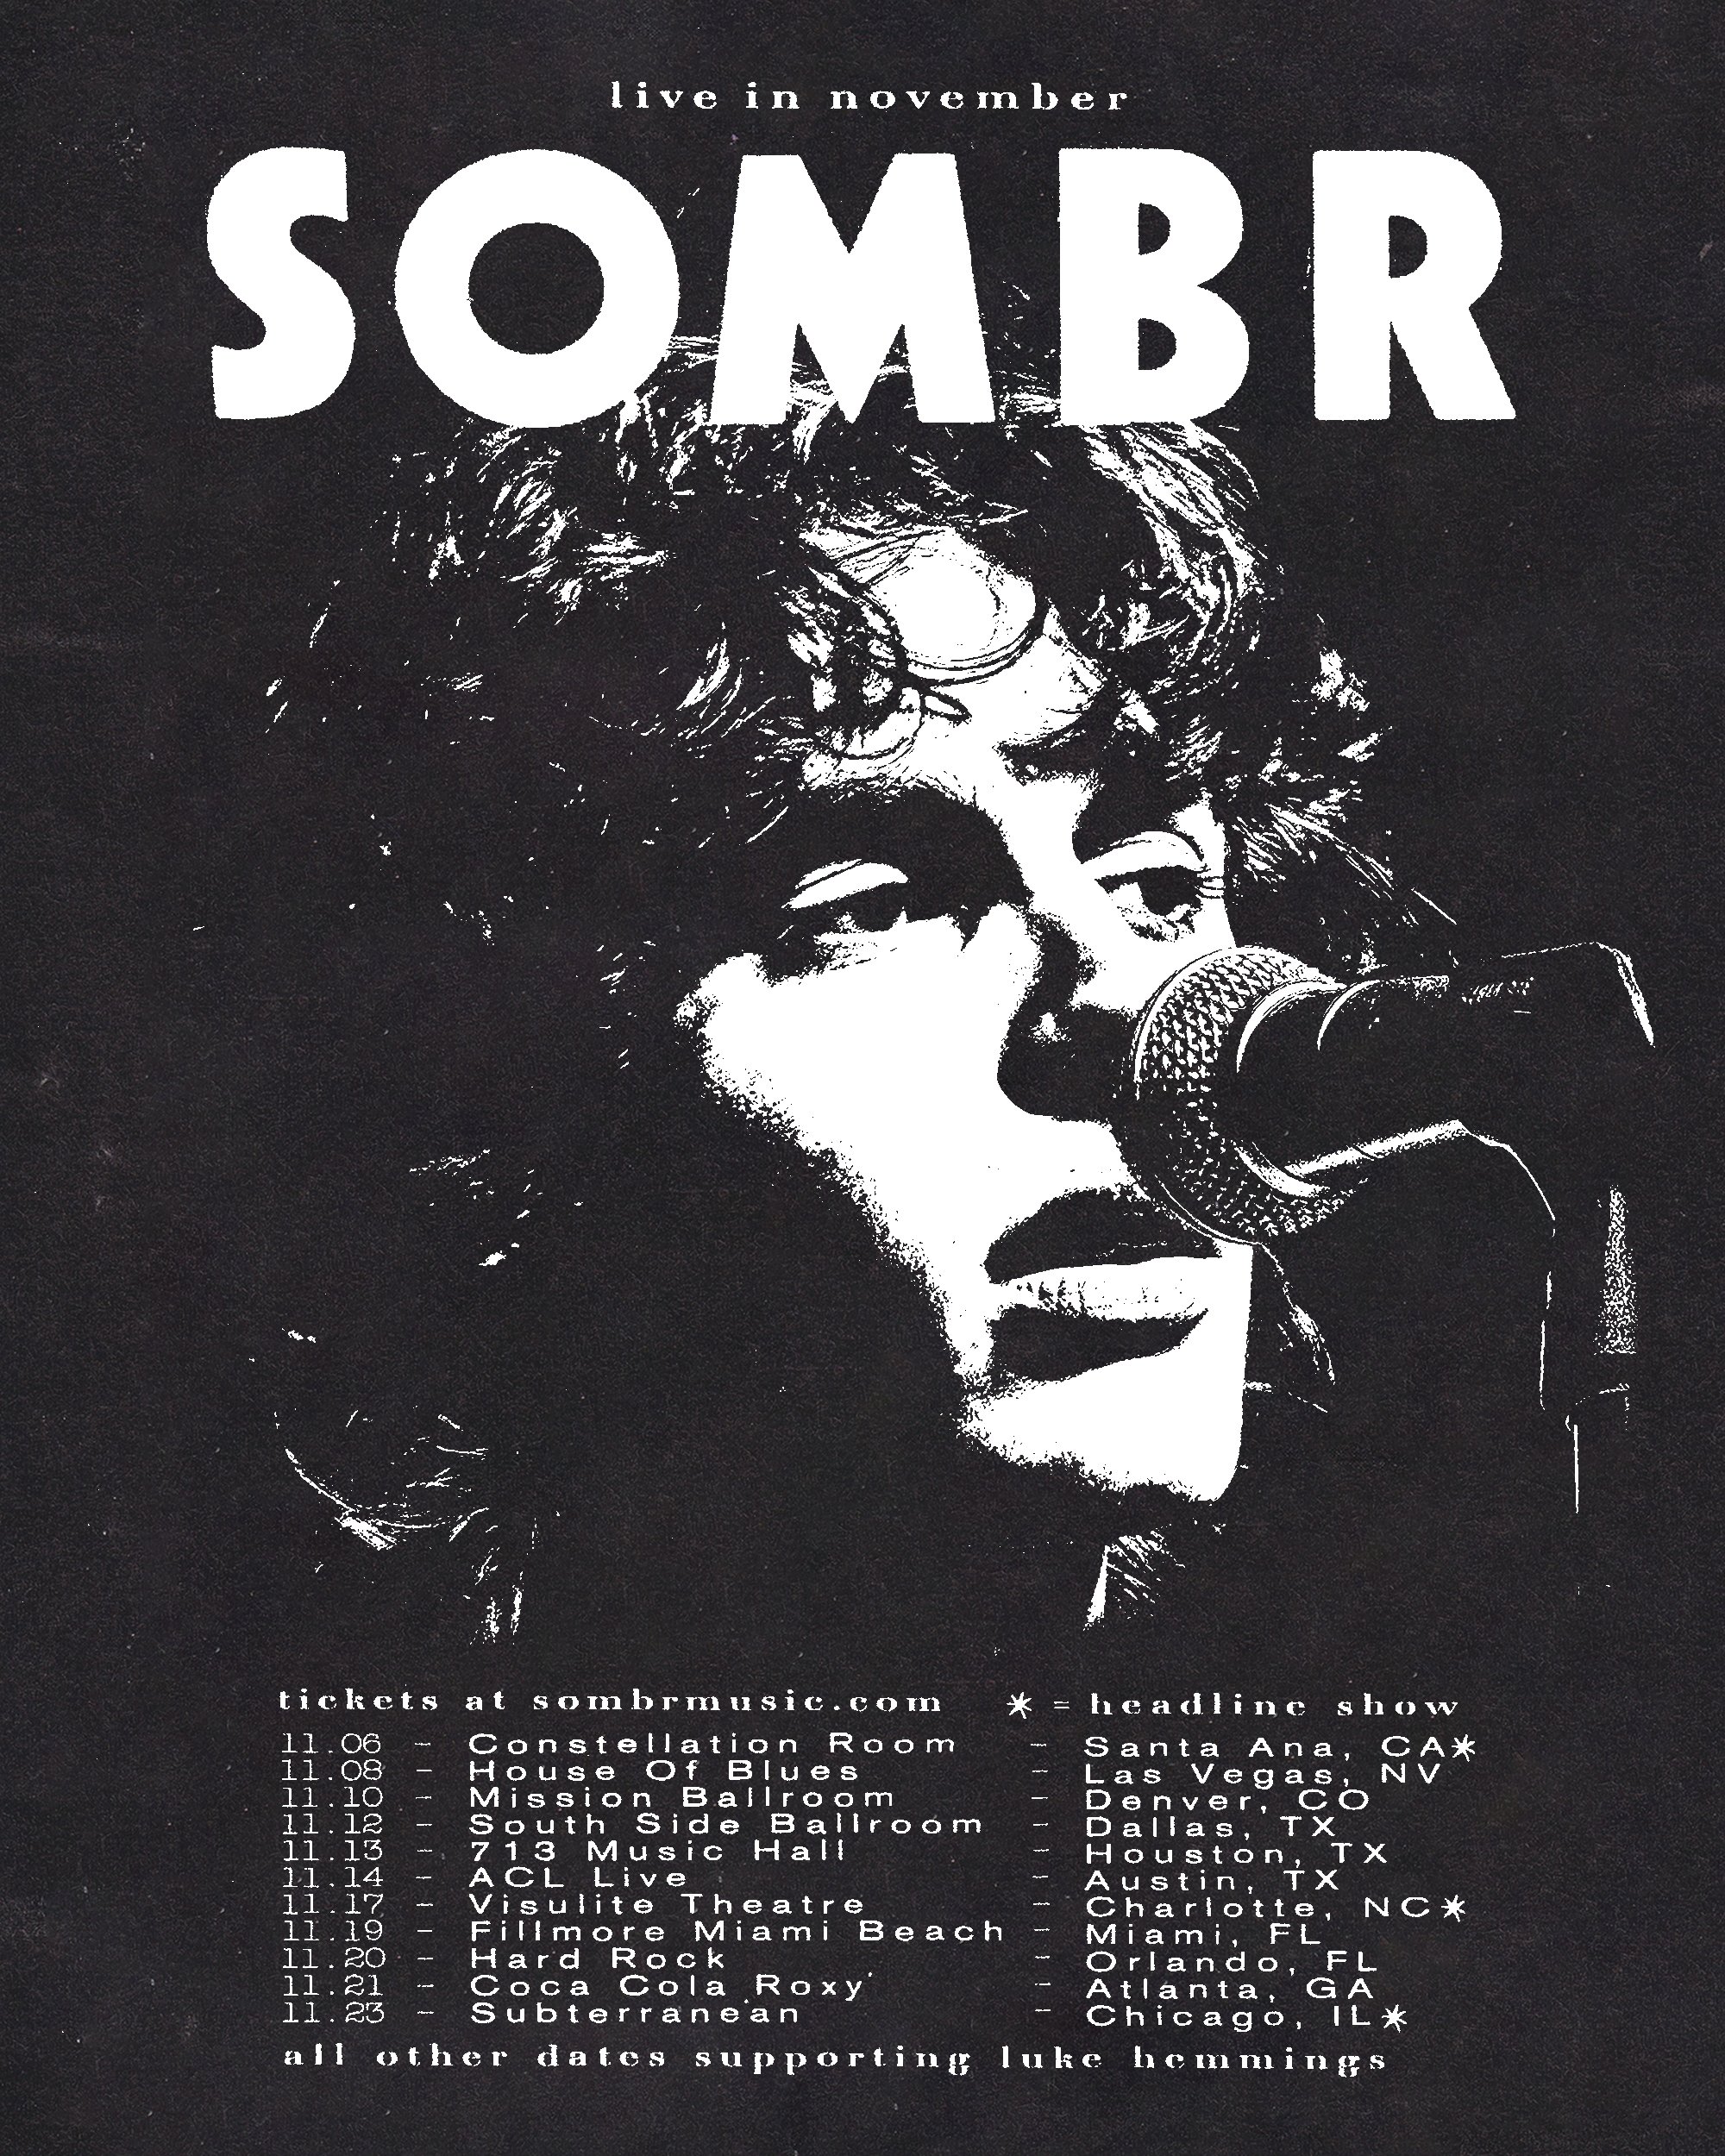 live in november
SOMBR
tickets at sombrmusic.com * = headline show
11.06 - Constellation Room - Santa Ana, CA*
11.08 - House Of Blues - Las Vegas, NV
11.10 - Mission Ballroom - Denver, CO
11.12 - South Side Ballroom - Dallas, TX
11.13 - 713 Music Hall - Houston, TX
11.14 - ACL Live - Austin, TX
11.17 - Visulite Theatre - Charlotte, NC*
11.19 - Fillmore Miami Beach - Miami, FL
11.20 - Hard Rock - Orlando, FL
11.21 - Coca Cola Roxy - Atlanta, GA
11.23 - Subterranean - Chicago, IL*
all other dates supporting luke hemmings